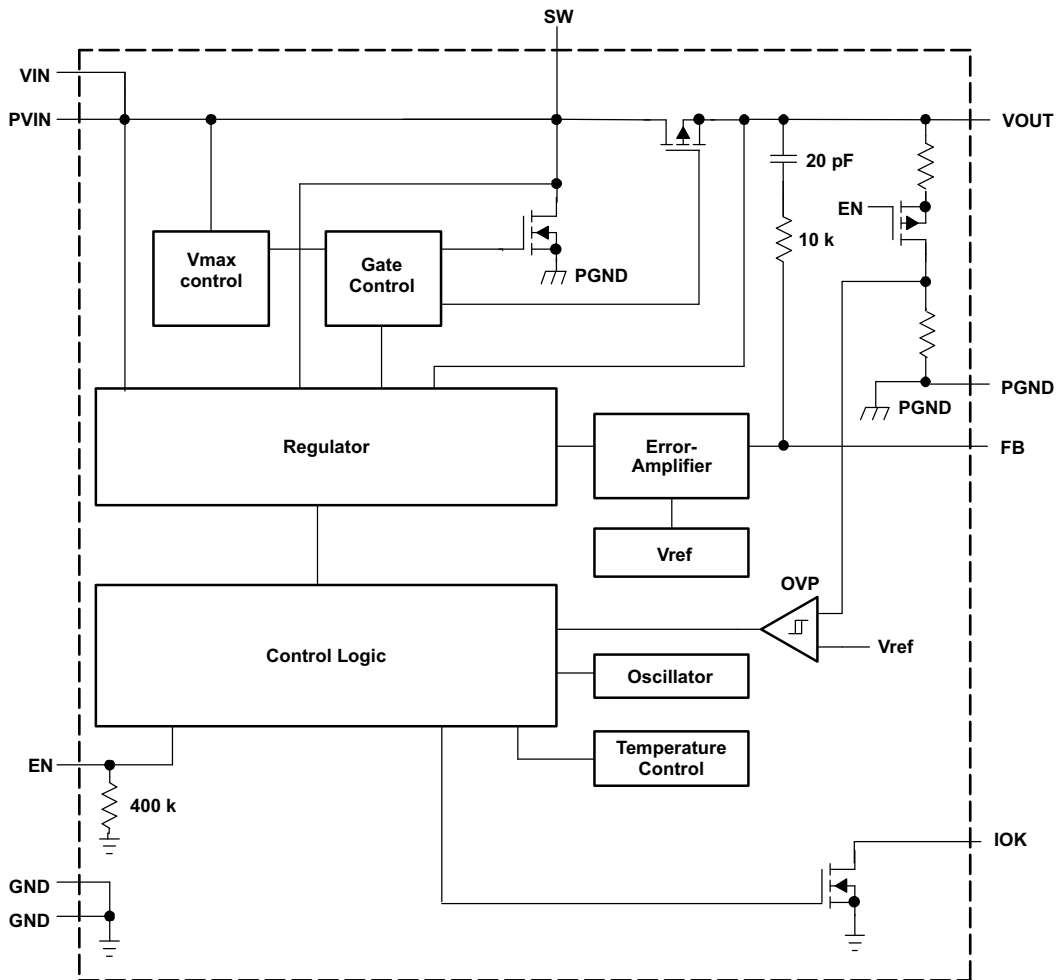 SW
VIN
PVIN
VOUT
20 pF
EN
10 k
Vmax
control
Gate
Control
PGND
PGND
PGND
Regulator
Error-
Amplifier
FB
Vref
OVP
Control Logic
Vref
Oscillator
Temperature
Control
EN
400 k
IOK
GND
GND